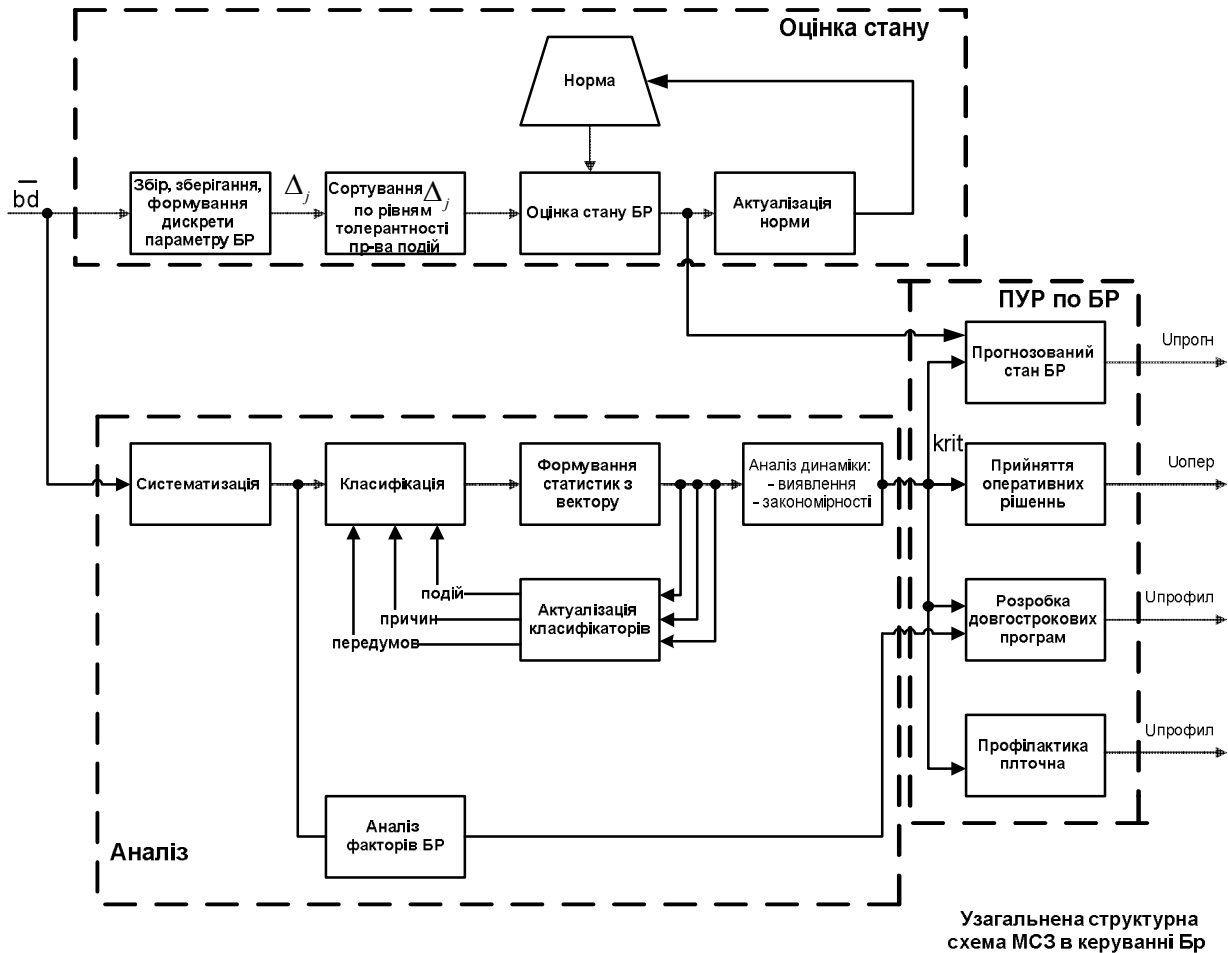 Оцінка стану
Норма
bd
Збір, зберігання,
формування
дискрети
параметру БР
Δj
Сортування Δj
по рівням
толерантності
пр-ва подій
Оцінка стану БР
Актуалізація
норми
ПУР по БР
Прогнозований
стан БР
Uпрогн
Систематизація
Класифікація
Формування
статистик з
вектору
Аналіз динаміки:
– виявлення
– закономірності
krit
Прийняття
оперативних
рішеннь
Uопер
подій
причин
передумов
Актуалізація
класифікаторів
Розробка
довгострокових
програм
Uпрофил
Профілактика
плточна
Uпрофил
Аналіз
факторів БР
Аналіз
Узагальнена структурна
схема МСЗ в керуванні Бр